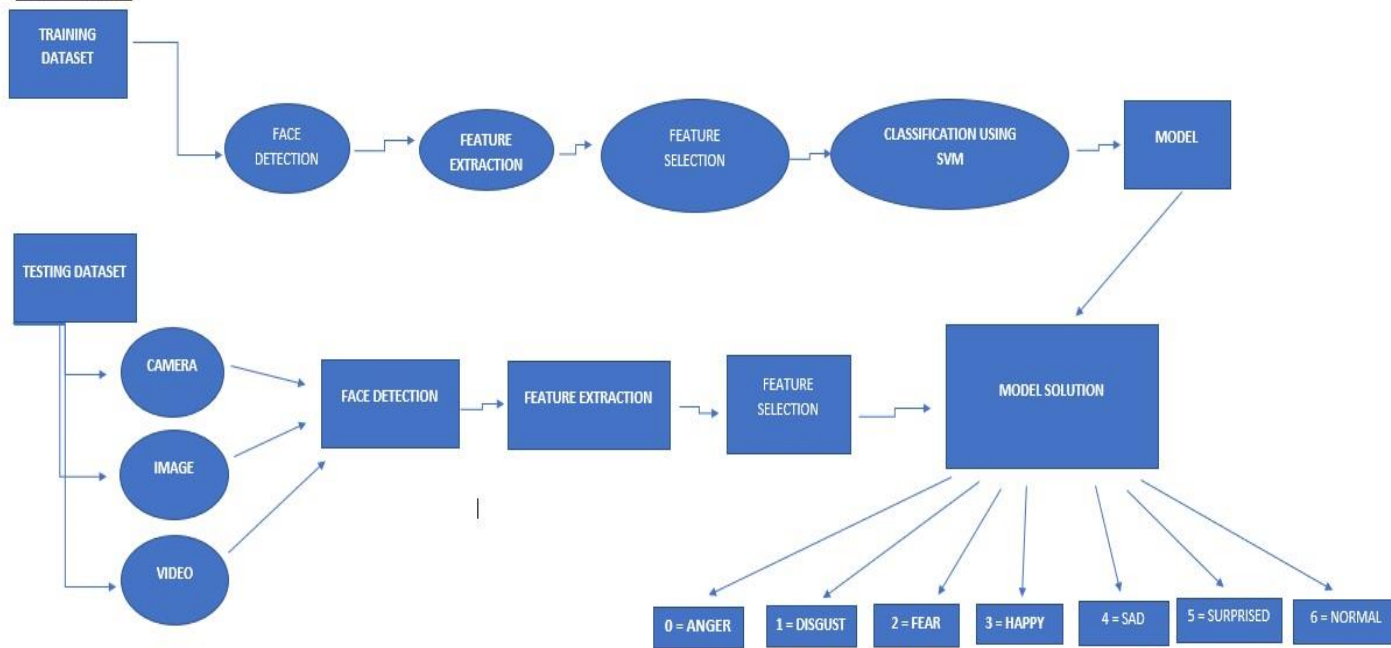 TRAINING
DATASET
FACE
DETECTION
FEATURE
EXTRACTION
FEATURE
SELECTION
CLASSIFICATION USING
SVM
MODEL
TESTING DATASET
CAMERA
IMAGE
VIDEO
FACE DETECTION
FEATURE EXTRACTION
FEATURE
SELECTION
MODEL SOLUTION
0 = ANGER
1 = DISGUST
2 = FEAR
3 = HAPPY
4 = SAD
5 = SURPRISED
6 = NORMAL